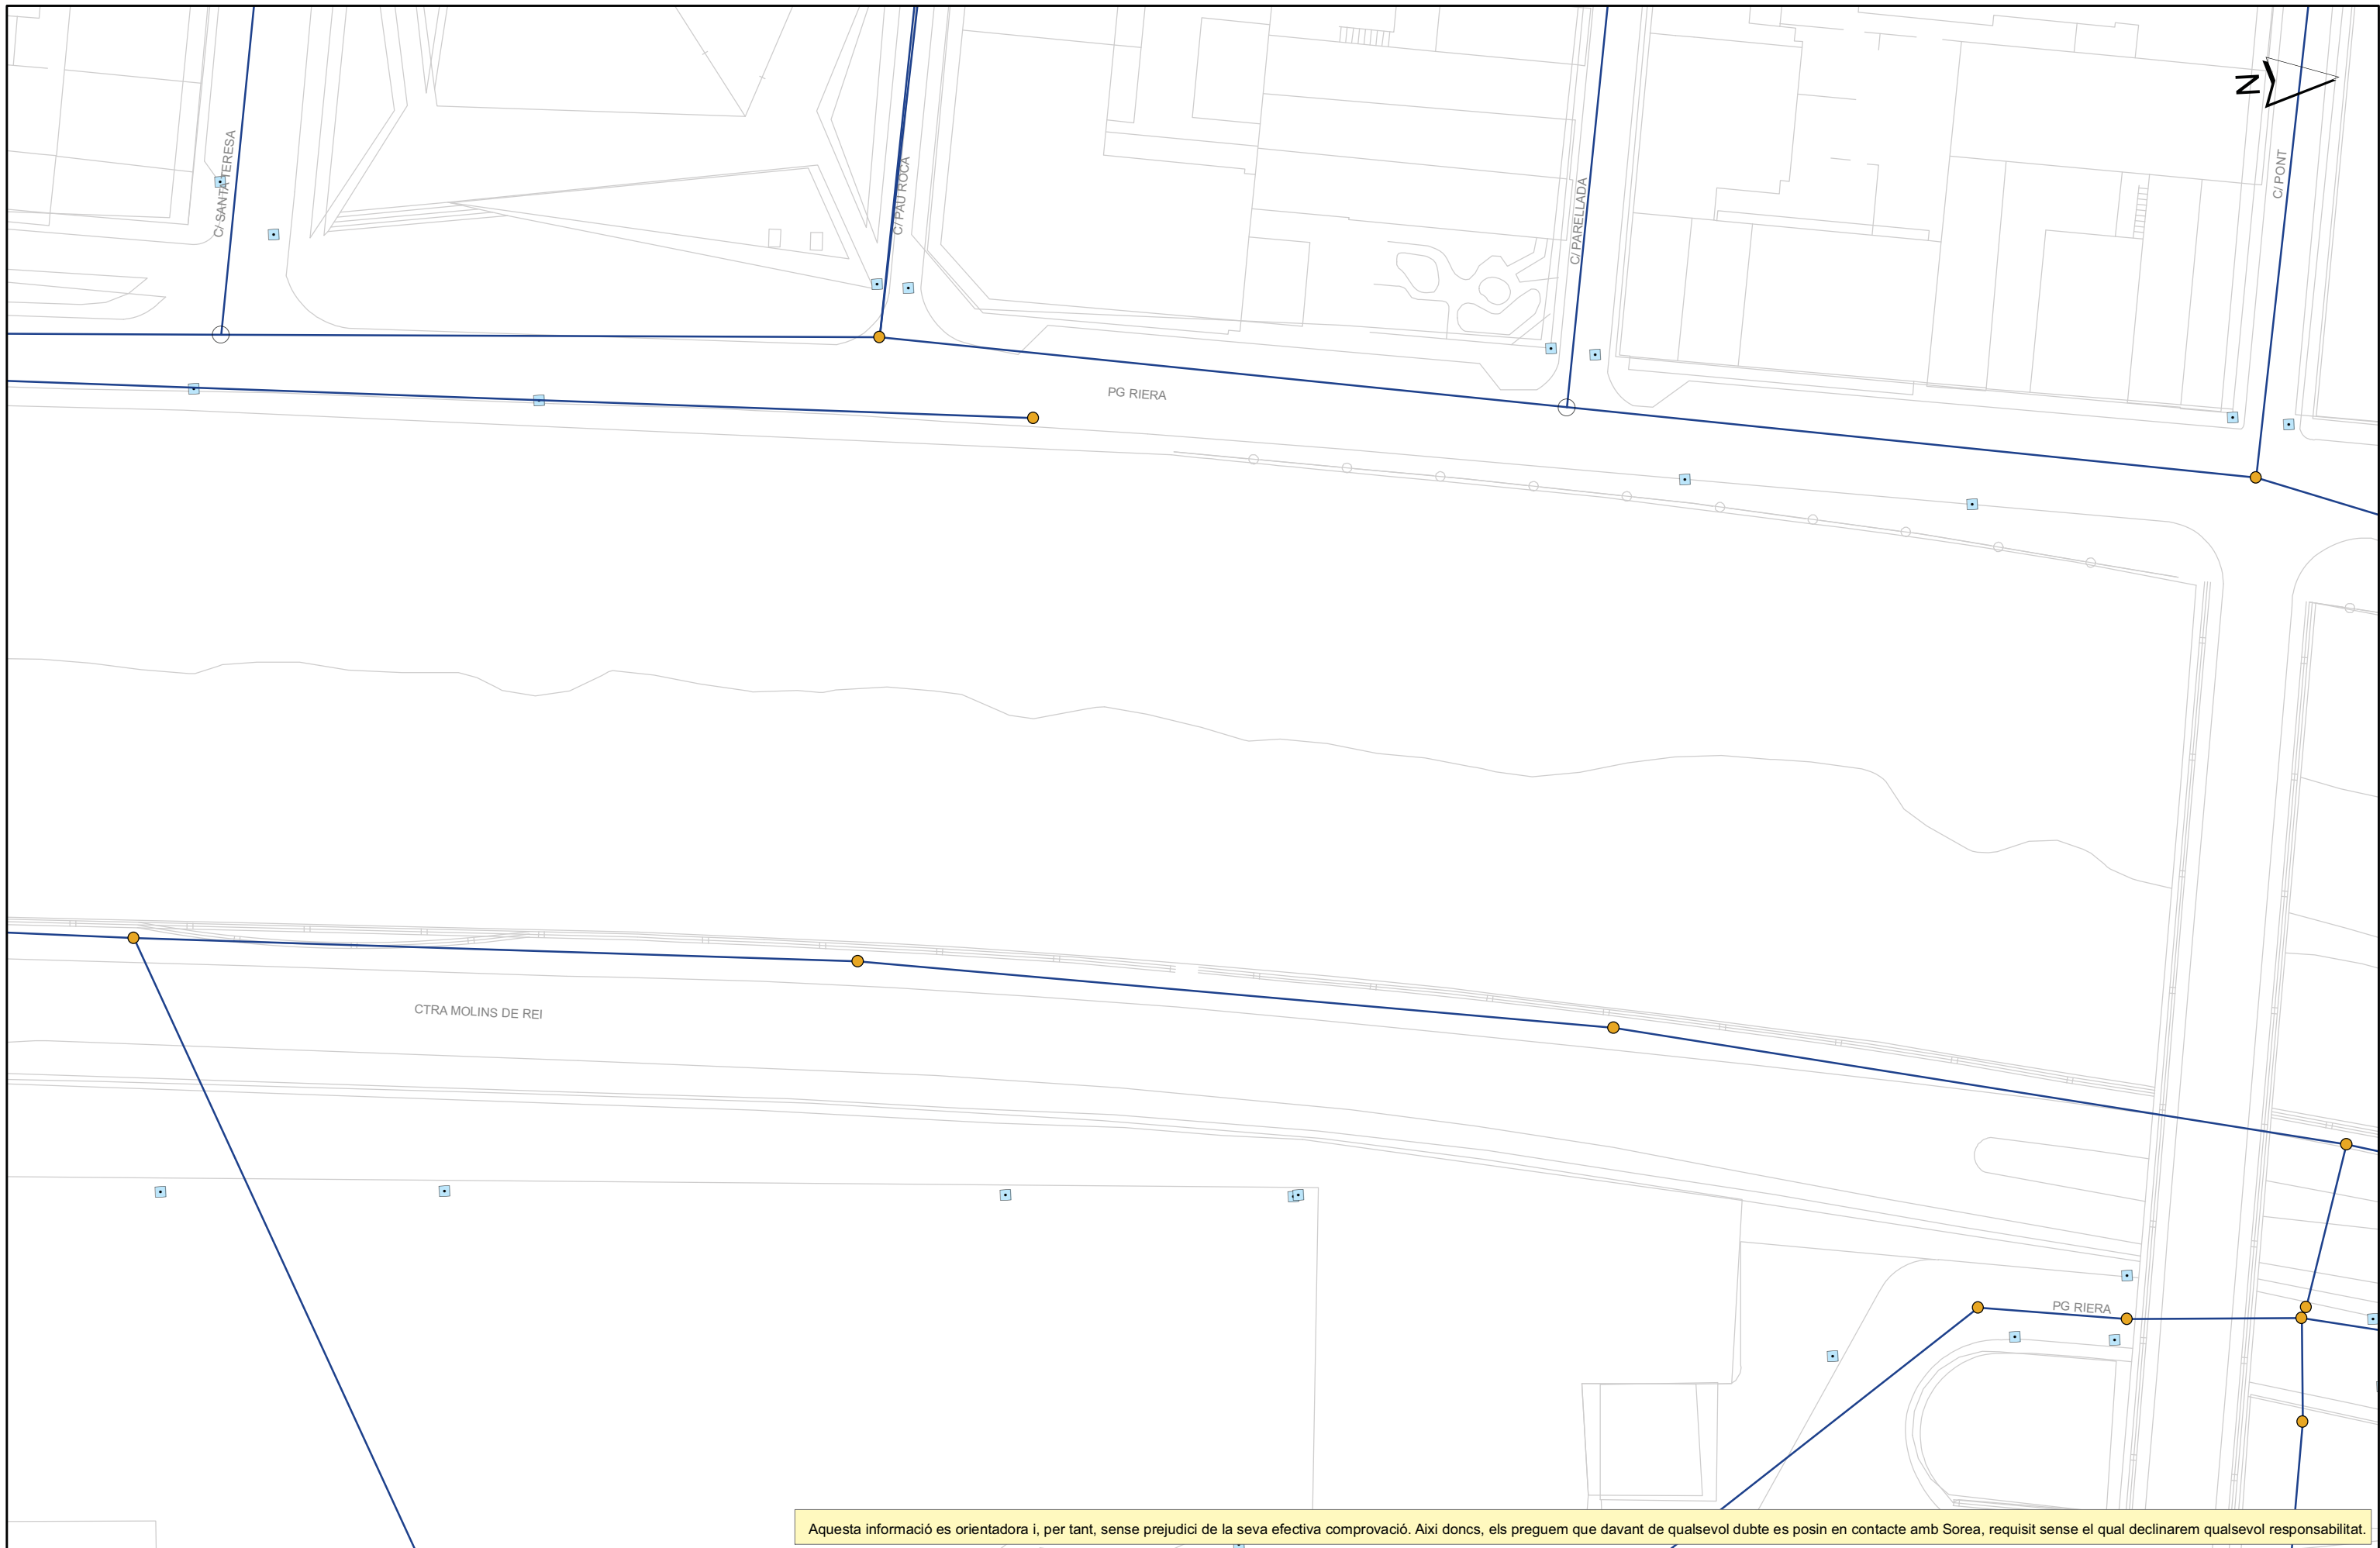 N
C/ SANTA TERESA
C/ PAU ROCA
C/ PARELLADA
C/ PONT
PG RIERA
CTRA MOLINS DE REI
PG RIERA
Aquesta informació es orientadora i, per tant, sense prejudici de la seva efectiva comprovació. Aixi doncs, els preguem que davant de qualsevol dubte es posin en contacte amb Sorea, requisit sense el qual declinarem qualsevol responsabilitat.